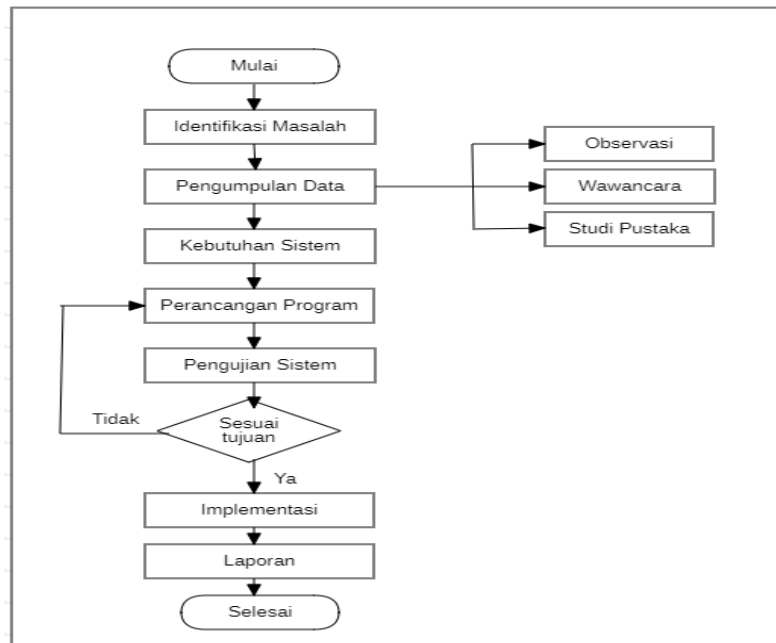 Mulai
Identifikasi Masalah
Pengumpulan Data
Observasi
Wawancara
Studi Pustaka
Kebutuhan Sistem
Perancangan Program
Pengujian Sistem
Tidak
Sesuai
tujuan
Ya
Implementasi
Laporan
Selesai